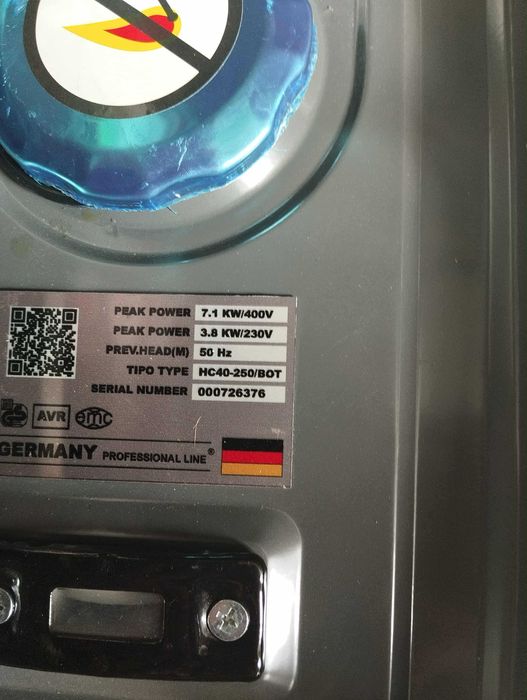 PEAK POWER 7.1 KW/400V
PEAK POWER 3.8 KW/230V
PREV.HEAD(M) 50 Hz
TIPO TYPE HC40-250/BOT
SERIAL NUMBER 000726376
AVR emc
GERMANY PROFESSIONAL LINE®